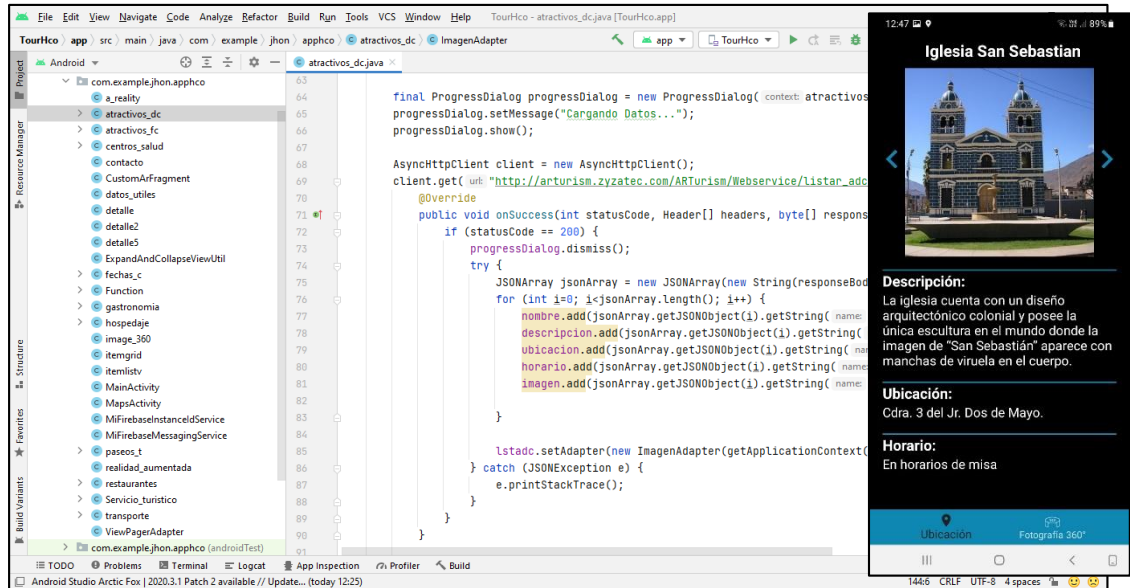 File Edit View Navigate Code Analyze Refactor Build Run Tools VCS Window Help TourHco - atractivos_dc.java [TourHco.app]
TourHco app src main java com example jhon apphco atractivos_dc ImagenAdapter app TourHco
Android
atractivos_dc.java
Project
Resource Manager
Structure
Favorites
Build Variants
com.example.jhon.apphco
a_reality
atractivos_dc
atractivos_fc
centros_salud
contacto
CustomArFragment
datos_utiles
detalle
detalle2
detalle5
ExpandAndCollapseViewUtil
fechas_c
Function
gastronomia
hospedaje
image_360
itemgrid
itemlistv
MainActivity
MapsActivity
MiFirebaseInstanceIdService
MiFirebaseMessagingService
paseos_t
realidad_aumentada
restaurantes
Servicio_turistico
transporte
ViewPagerAdapter
com.example.jhon.apphco (androidTest)
63
64 final ProgressDialog progressDialog = new ProgressDialog( context: atractivos
65 progressDialog.setMessage("Cargando Datos...");
66 progressDialog.show();
67
68 AsyncHttpClient client = new AsyncHttpClient();
69 client.get( url: "http://arturism.zyzatec.com/ARTurism/Webservice/listar_adc
70 @Override
71 public void onSuccess(int statusCode, Header[] headers, byte[] respons
72 if (statusCode == 200) {
73 progressDialog.dismiss();
74 try {
75 JSONArray jsonArray = new JSONArray(new String(responseBod
76 for (int i=0; i<jsonArray.length(); i++) {
77 nombre.add(jsonArray.getJSONObject(i).getString( name:
78 descripcion.add(jsonArray.getJSONObject(i).getString(
79 ubicacion.add(jsonArray.getJSONObject(i).getString( nam
80 horario.add(jsonArray.getJSONObject(i).getString( name:
81 imagen.add(jsonArray.getJSONObject(i).getString( name:
82
83 }
84
85 lstadc.setAdapter(new ImagenAdapter(getApplicationContext(
86 } catch (JSONException e) {
87 e.printStackTrace();
88 }
89 }
90 }
91
TODO Problems Terminal Logcat App Inspection Profiler Build
Android Studio Arctic Fox | 2020.3.1 Patch 2 available // Update... (today 12:25)
144:6 CRLF UTF-8 4 spaces
12:47 89%
Iglesia San Sebastian
Descripción:
La iglesia cuenta con un diseño
arquitectónico colonial y posee la
única escultura en el mundo donde la
imagen de “San Sebastián” aparece con
manchas de viruela en el cuerpo.
Ubicación:
Cdra. 3 del Jr. Dos de Mayo.
Horario:
En horarios de misa
Ubicación Fotografía 360°